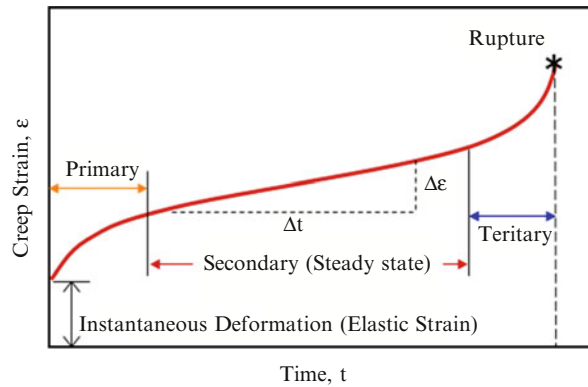 Rupture
Primary
Δε
Δt
Secondary (Steady state)
Teritary
Instantaneous Deformation (Elastic Strain)
Creep Strain, ε
Time, t